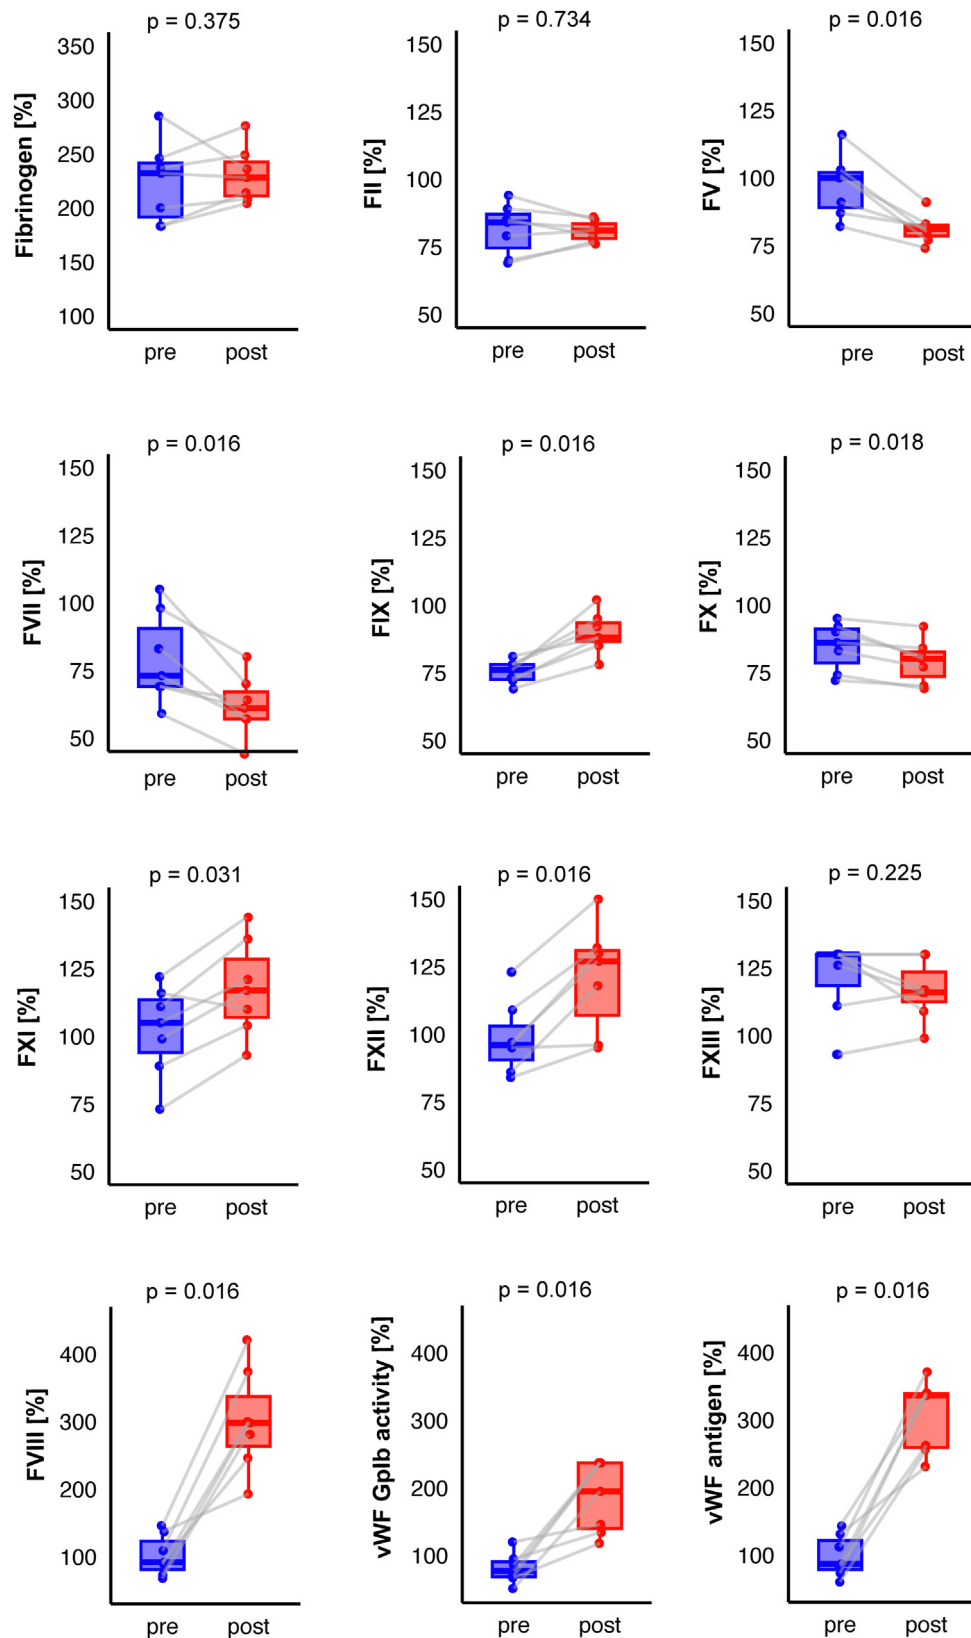 p = 0.375
Fibrinogen [%]
350
300
250
200
150
100
pre post
p = 0.734
FII [%]
150
125
100
75
50
pre post
p = 0.016
FV [%]
150
125
100
75
50
pre post
p = 0.016
FVII [%]
150
125
100
75
50
pre post
p = 0.016
FIX [%]
150
125
100
75
50
pre post
p = 0.018
FX [%]
150
125
100
75
50
pre post
p = 0.031
FXI [%]
150
125
100
75
50
pre post
p = 0.016
FXII [%]
150
125
100
75
50
pre post
p = 0.225
FXIII [%]
150
125
100
75
50
pre post
p = 0.016
FVIII [%]
400
300
200
100
pre post
p = 0.016
vWF GpIb activity [%]
400
300
200
100
pre post
p = 0.016
vWF antigen [%]
400
300
200
100
pre post